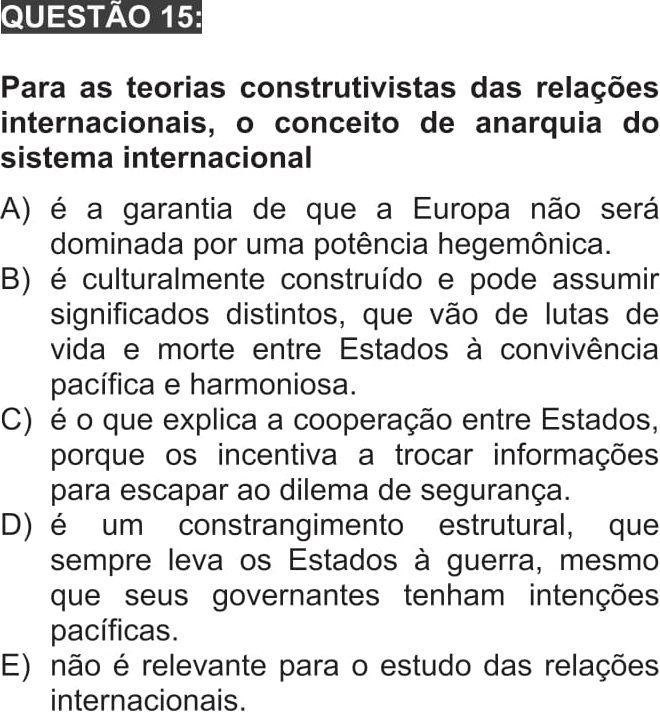 QUESTÃO 15:
Para as teorias construtivistas das relações
internacionais, o conceito de anarquia do
sistema internacional
A) é a garantia de que a Europa não será
dominada por uma potência hegemônica.
B) é culturalmente construído e pode assumir
significados distintos, que vão de lutas de
vida e morte entre Estados à convivência
pacífica e harmoniosa.
C) é o que explica a cooperação entre Estados,
porque os incentiva a trocar informações
para escapar ao dilema de segurança.
D) é um constrangimento estrutural, que
sempre leva os Estados à guerra, mesmo
que seus governantes tenham intenções
pacíficas.
E) não é relevante para o estudo das relações
internacionais.